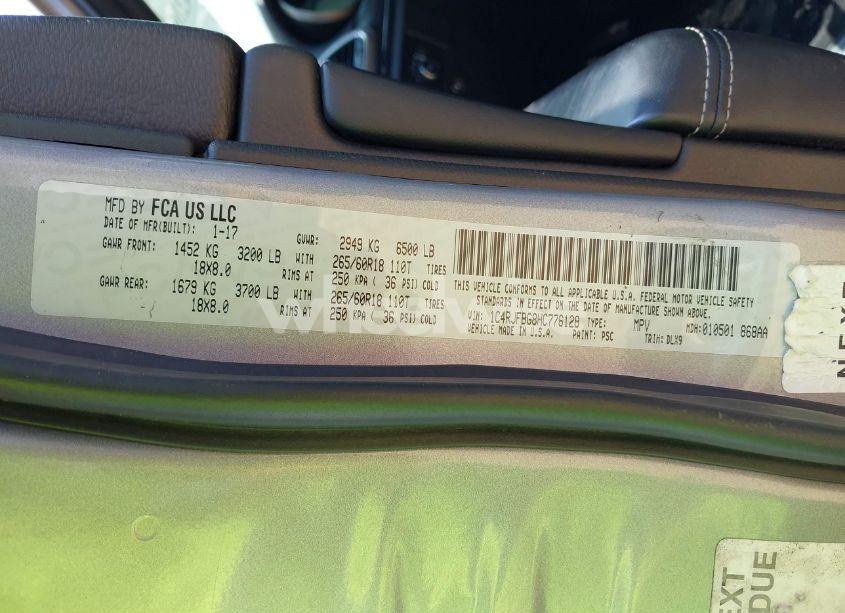 MFD BY FCA US LLC
DATE OF MFR(BUILT): 1-17 GVWR: 2949 KG 6500 LB
GAWR FRONT: 1452 KG 3200 LB WITH 265/60R18 110T TIRES
18X8.0 RIMS AT 250 KPA ( 36 PSI) COLD
GAWR REAR: 1679 KG 3700 LB WITH 265/60R18 110T TIRES
18X8.0 RIMS AT 250 KPA ( 36 PSI) COLD
THIS VEHICLE CONFORMS TO ALL APPLICABLE U.S.A. FEDERAL MOTOR VEHICLE SAFETY
STANDARDS IN EFFECT ON THE DATE OF MANUFACTURE SHOWN ABOVE.
VIN: 1C4RJFBG8HC776128 TYPE: MPV MDH: 010501 868AA
VEHICLE MADE IN U.S.A. PAINT: PSC TRIM: DLX9
NEXT
EXT
DUE